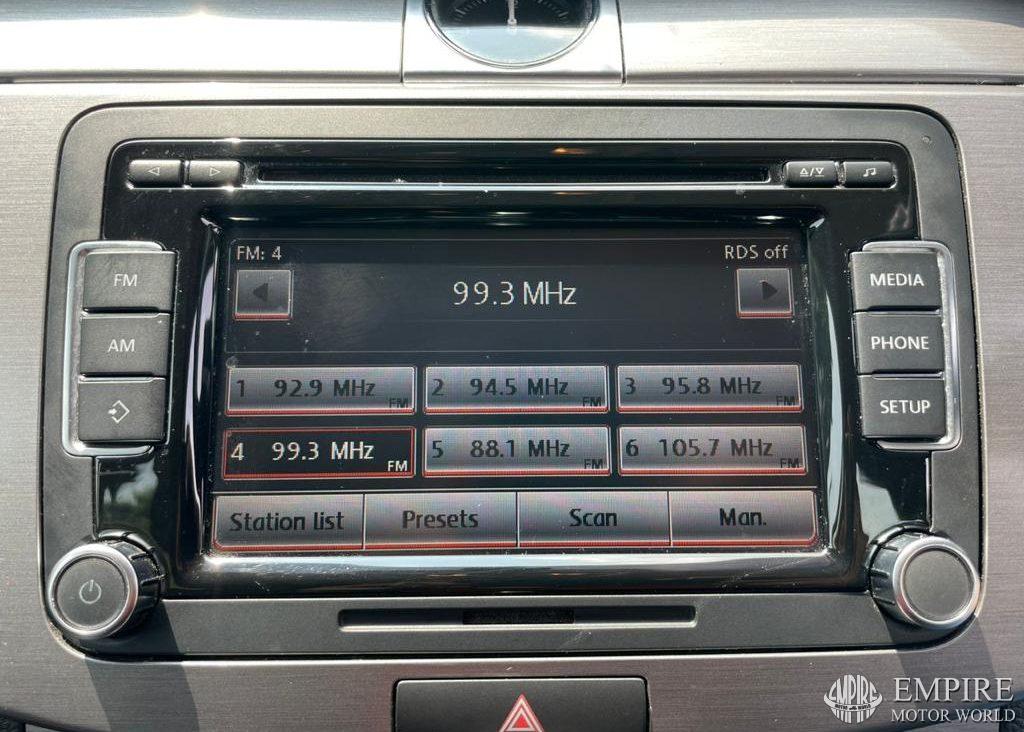 FM: 4
RDS off
99.3 MHz
1 92.9 MHz FM
2 94.5 MHz FM
3 95.8 MHz FM
4 99.3 MHz FM
5 88.1 MHz FM
6 105.7 MHz FM
Station list
Presets
Scan
Man.
FM
AM
MEDIA
PHONE
SETUP
EMPIRE
EMPIRE
MOTOR WORLD